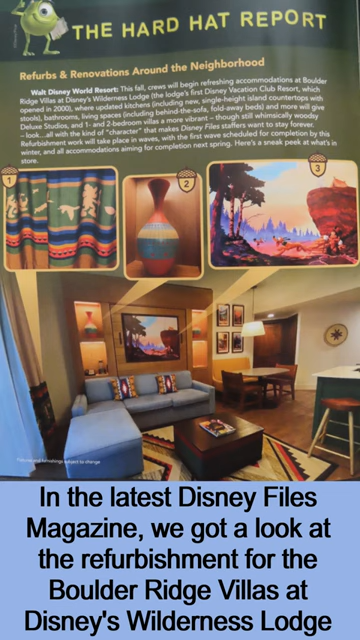 THE HARD HAT REPORT
Refurbs & Renovations Around the Neighborhood
Walt Disney World Resort: This fall, crews will begin refreshing accommodations at Boulder
Ridge Villas at Disney's Wilderness Lodge (the lodge's first Disney Vacation Club Resort, which
opened in 2000), where updated kitchens (including new, single-height island countertops with
stools), bathrooms, living spaces (including behind-the-sofa, fold-away beds) and more will give
Deluxe Studios, and 1- and 2-bedroom villas a more vibrant – though still whimsically woodsy
– look...all with the kind of "character" that makes Disney Files staffers want to stay forever.
Refurbishment work will take place in waves, with the first wave scheduled for completion by this
winter, and all accommodations aiming for completion next spring. Here's a sneak peek at what's in
store.
1
2
3
subject to change
In the latest Disney Files
Magazine, we got a look at
the refurbishment for the
Boulder Ridge Villas at
Disney's Wilderness Lodge